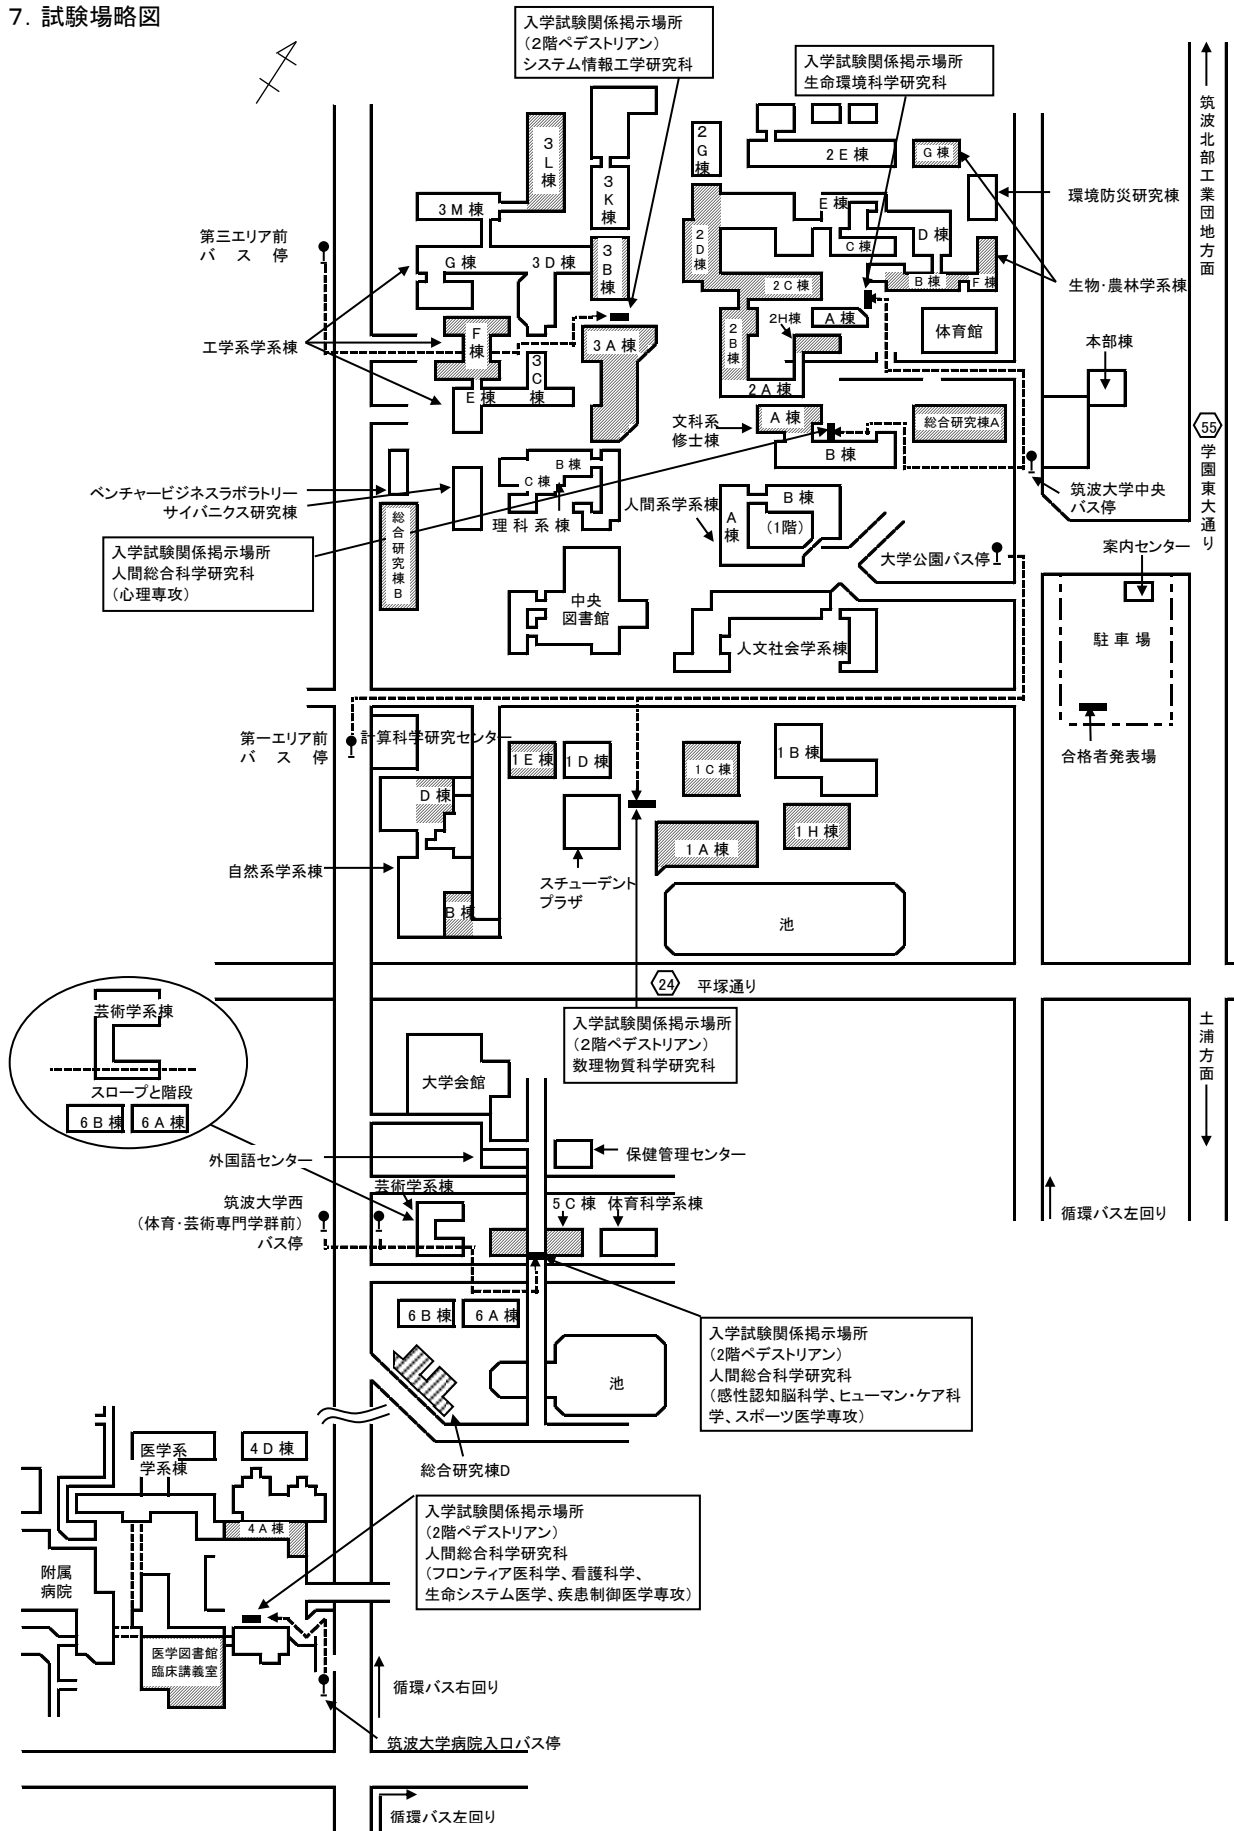 7. 試験場略図
入学試験関係掲示場所
（２階ペデストリアン）
システム情報工学研究科
入学試験関係掲示場所
生命環境科学研究科
筑波北部工業団地方面
3L棟
3K棟
2G棟
2E棟
G棟
環境防災研究棟
3M棟
E棟
D棟
C棟
第三エリア前
バス停
G棟
3D棟
3B棟
2D棟
2C棟
B棟
F棟
生物・農林学系棟
2H棟
A棟
体育館
工学系学系棟
F棟
3A棟
2B棟
本部棟
3C棟
E棟
2A棟
文科系
修士棟
A棟
総合研究棟A
B棟
55
学園東大通り
ベンチャービジネスラボラトリー
サイバニクス研究棟
B棟
C棟
理科系棟
筑波大学中央
バス停
人間系学系棟
A棟
B棟
（1階）
総合研究棟B
入学試験関係掲示場所
人間総合科学研究科
（心理専攻）
大学公園バス停
案内センター
中央
図書館
人文社会学系棟
駐車場
合格者発表場
第一エリア前
バス停
計算科学研究センター
1E棟
1D棟
1C棟
1B棟
D棟
1H棟
1A棟
自然系学系棟
スチューデント
プラザ
B棟
池
24
平塚通り
芸術学系棟
スロープと階段
6B棟
6A棟
入学試験関係掲示場所
（２階ペデストリアン）
数理物質科学研究科
土浦方面
大学会館
外国語センター
保健管理センター
芸術学系棟
筑波大学西
（体育・芸術専門学群前）
バス停
5C棟
体育科学系棟
循環バス左回り
6B棟
6A棟
入学試験関係掲示場所
（2階ペデストリアン）
人間総合科学研究科
（感性認知脳科学、ヒューマン・ケア科
学、スポーツ医学専攻）
池
総合研究棟D
医学系
学系棟
4D棟
4A棟
入学試験関係掲示場所
（2階ペデストリアン）
人間総合科学研究科
（フロンティア医科学、看護科学、
生命システム医学、疾患制御医学専攻）
附属
病院
医学図書館
臨床講義室
循環バス右回り
筑波大学病院入口バス停
循環バス左回り